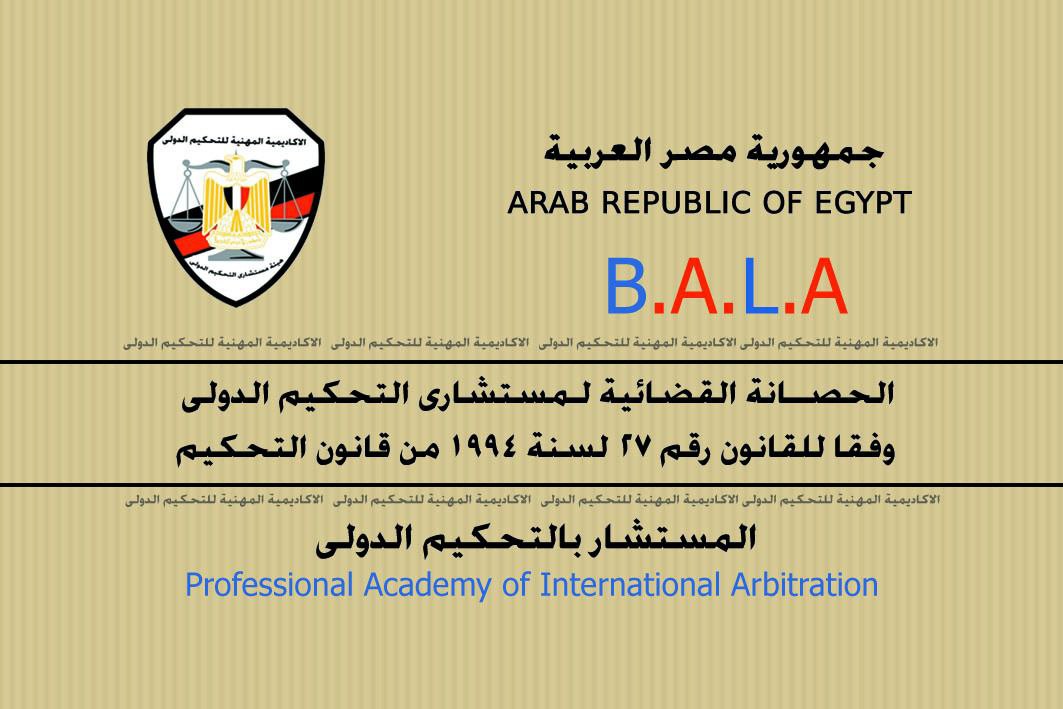 الاكاديمية المهنية للتحكيم الدولى
هيئة مستشارى التحكيم الدولى
جمهورية مصر العربية
ARAB REPUBLIC OF EGYPT
B.A.L.A
الاكاديمية المهنية للتحكيم الدولى الاكاديمية المهنية للتحكيم الدولى الاكاديمية المهنية للتحكيم الدولى الاكاديمية المهنية للتحكيم الدولى
الحصانة القضائية لمستشارى التحكيم الدولى
وفقا للقانون رقم ٢٧ لسنة ١٩٩٤ من قانون التحكيم
الاكاديمية المهنية للتحكيم الدولى الاكاديمية المهنية للتحكيم الدولى الاكاديمية المهنية للتحكيم الدولى الاكاديمية المهنية للتحكيم الدولى
المستشار بالتحكيم الدولى
Professional Academy of International Arbitration